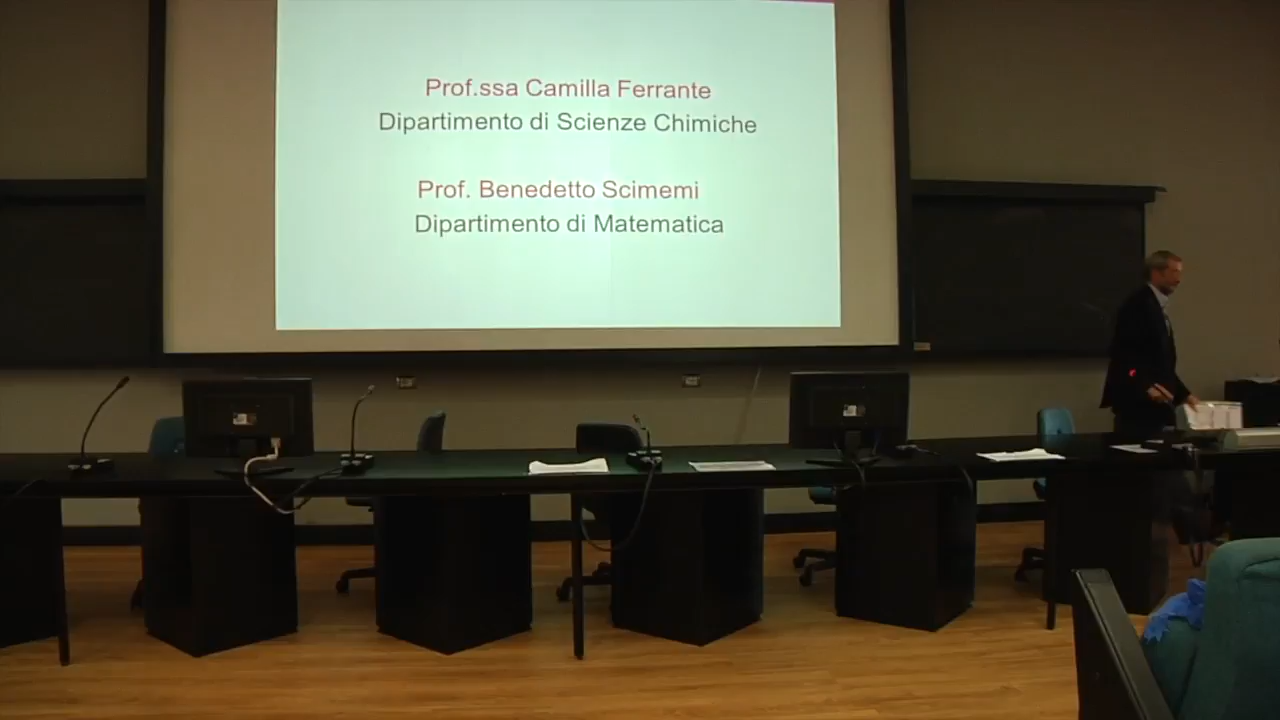 Prof.ssa Camilla Ferrante
Dipartimento di Scienze Chimiche
Prof. Benedetto Scimemi
Dipartimento di Matematica